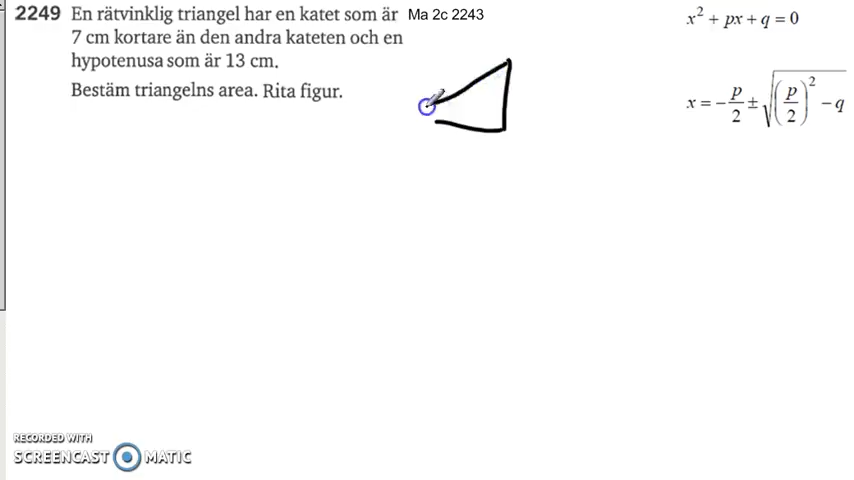 2249 En rätvinklig triangel har en katet som är
7 cm kortare än den andra kateten och en
hypotenusa som är 13 cm.
Bestäm triangelns area. Rita figur.
Ma 2c 2243
x² + px + q = 0
x = -p/2 ± √((p/2)² - q)
RECORDED WITH
SCREENCAST MATIC